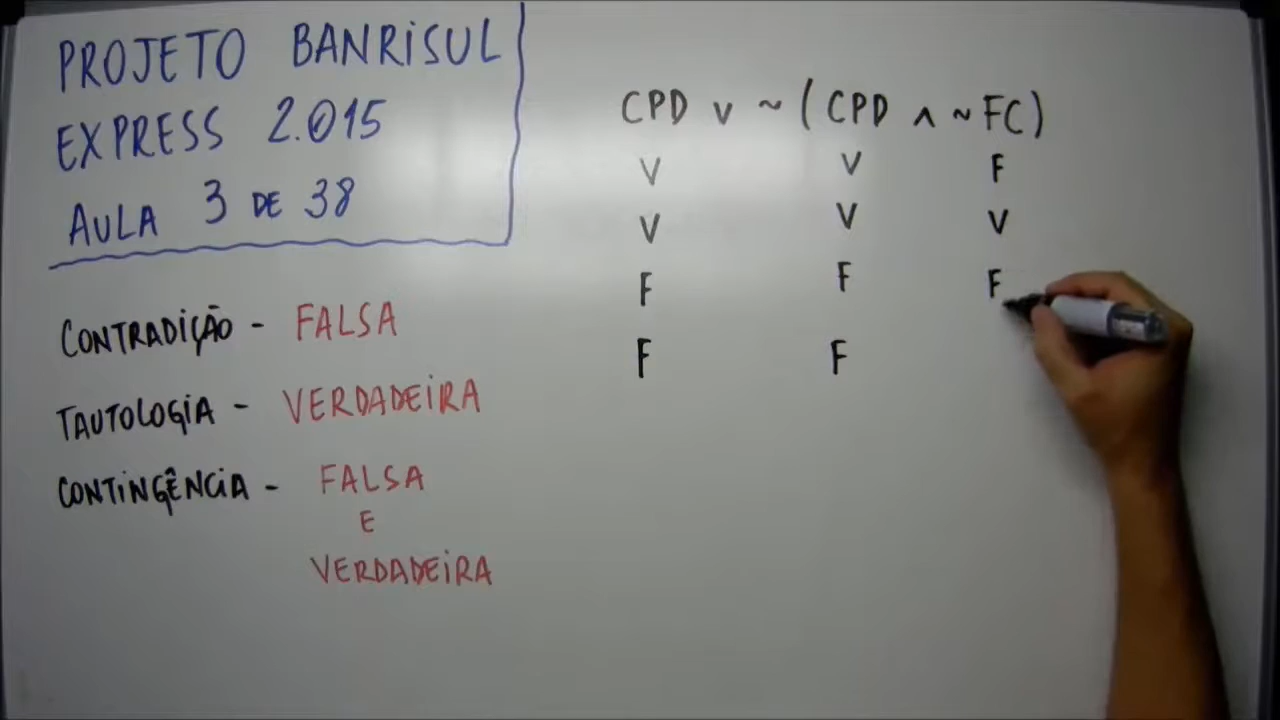 PROJETO BANRISUL
EXPRESS 2.015
AULA 3 DE 38
CONTRADIÇÃO - FALSA
TAUTOLOGIA - VERDADEIRA
CONTINGÊNCIA - FALSA
E
VERDADEIRA
CPD v ~ (CPD ∧ ~FC)
V V F
V V V
F F F
F F